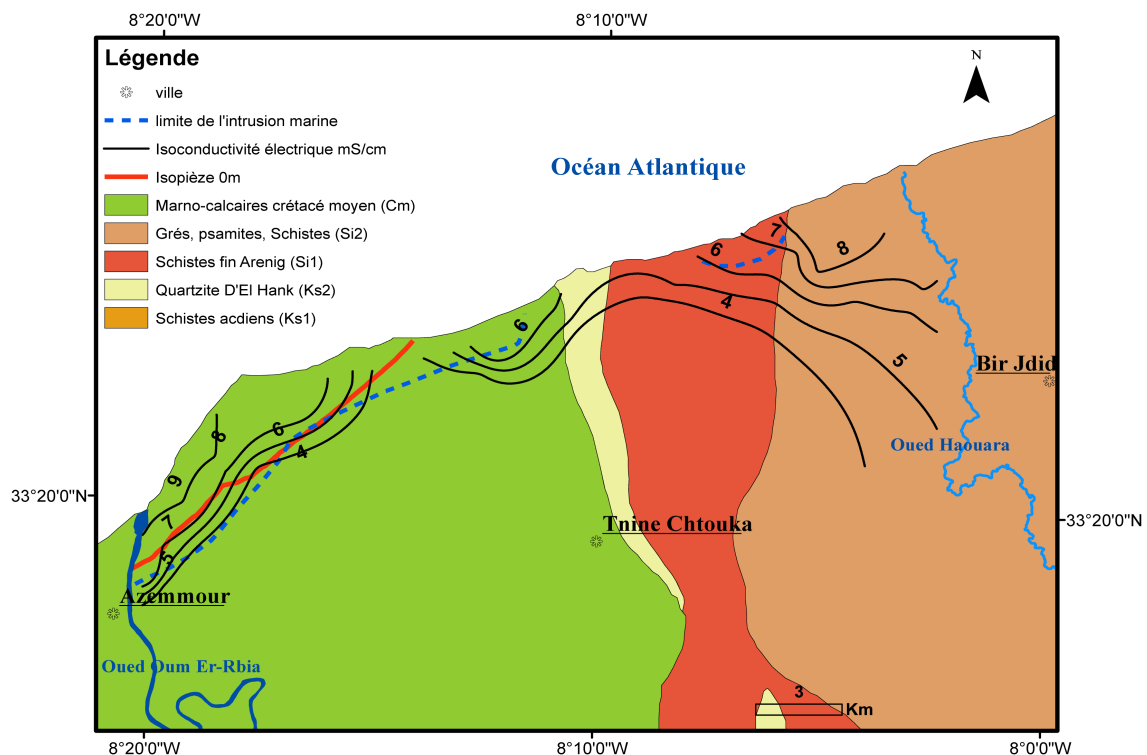 8°20'0"W
8°10'0"W
Légende
ville
limite de l'intrusion marine
Isoconductivité électrique mS/cm
Isopièze 0m
Marno-calcaires crétacé moyen (Cm)
Grés, psamites, Schistes (Si2)
Schistes fin Arenig (Si1)
Quartzite D'El Hank (Ks2)
Schistes acdiens (Ks1)
N
Océan Atlantique
7
6
8
4
6
5
Bir Jdid
8
6
4
Oued Haouara
9
33°20'0"N
7
Tnine Chtouka
33°20'0"N
5
Azemmour
Oued Oum Er-Rbia
3
Km
8°20'0"W
8°10'0"W
8°0'0"W